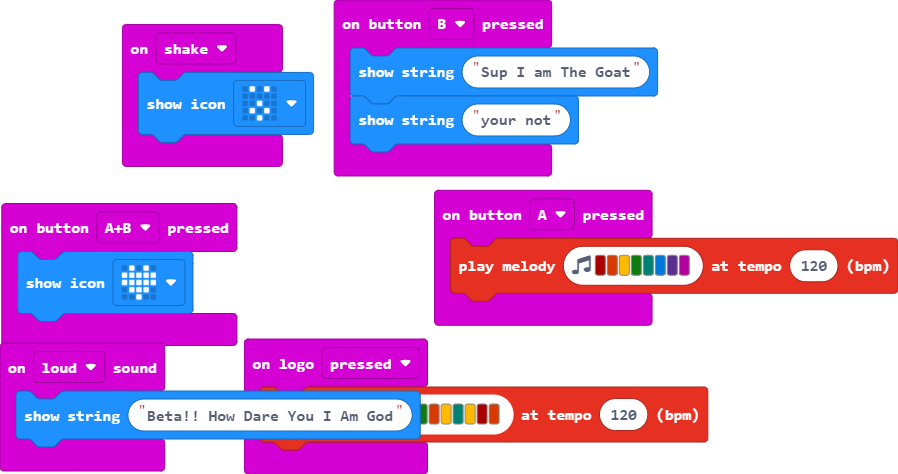 on shake
show icon
on button B pressed
show string "Sup I am The Goat"
show string "your not"
on button A+B pressed
show icon
on button A pressed
play melody at tempo 120 (bpm)
on loud sound
show string "Beta!! How Dare You I Am God"
on logo pressed
at tempo 120 (bpm)